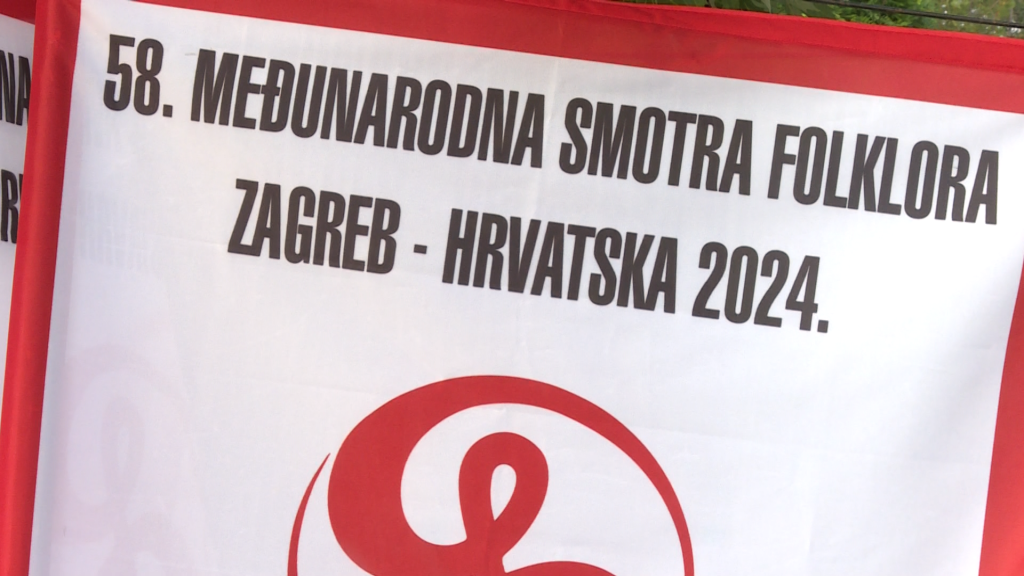 58. MEĐUNARODNA SMOTRA FOLKLORA
ZAGREB - HRVATSKA 2024.